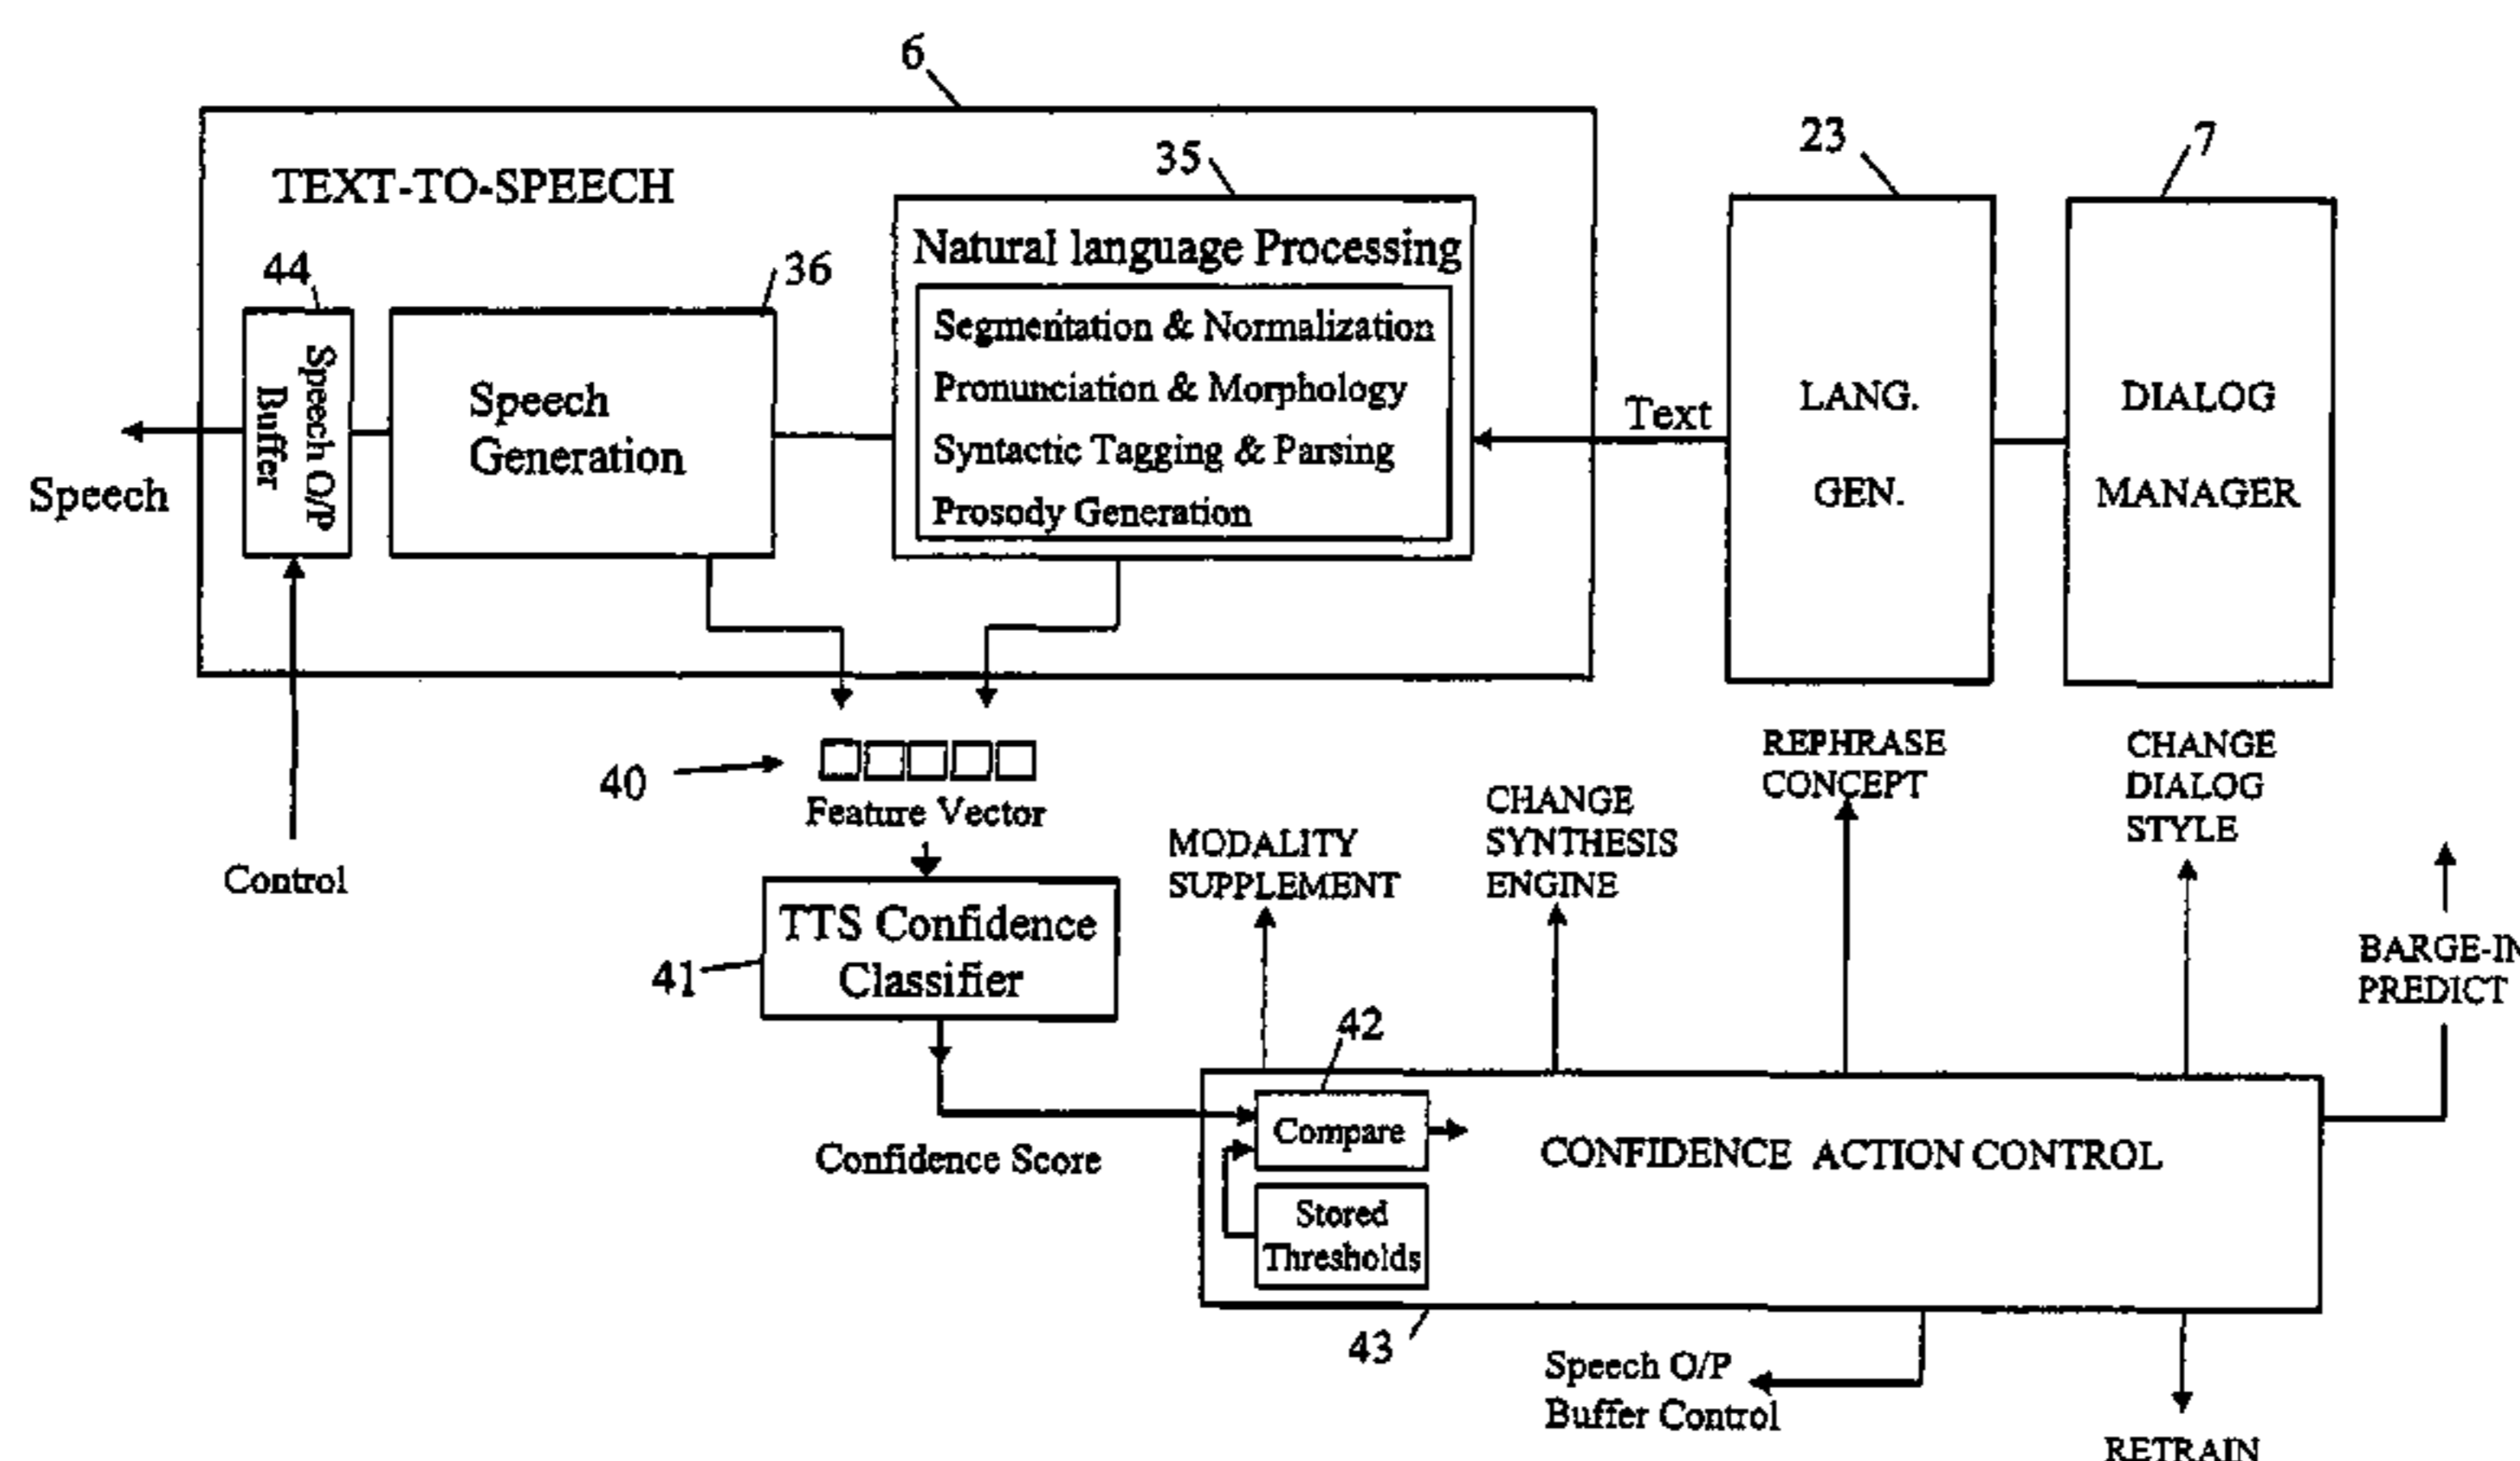 6
TEXT-TO-SPEECH
35
23
7
44
36
Natural language Processing
Segmentation & Normalization
Pronunciation & Morphology
Syntactic Tagging & Parsing
Prosody Generation
Speech O/P
Buffer
Speech
Generation
Text
LANG.
GEN.
DIALOG
MANAGER
Speech
Control
40
Feature Vector
41
TTS Confidence
Classifier
Confidence Score
MODALITY
SUPPLEMENT
CHANGE
SYNTHESIS
ENGINE
REPHRASE
CONCEPT
CHANGE
DIALOG
STYLE
BARGE-IN
PREDICT
42
Compare
Stored
Thresholds
CONFIDENCE ACTION CONTROL
43
Speech O/P
Buffer Control
RETRAIN